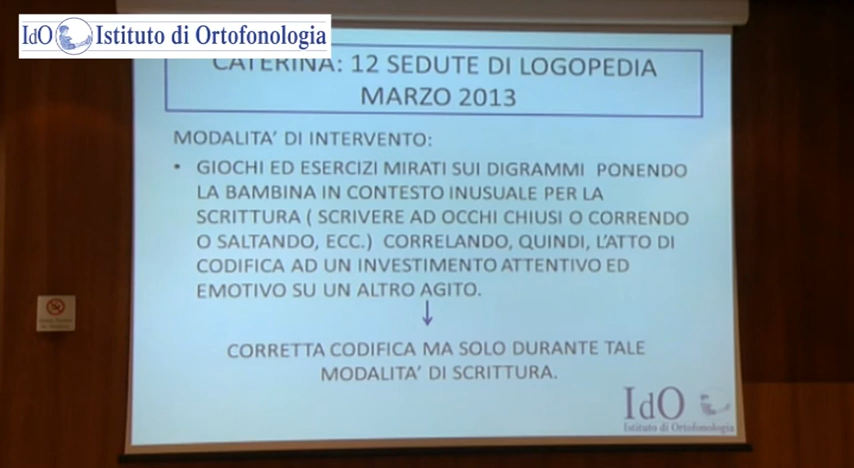 IdO Istituto di Ortofonologia
CATERINA: 12 SEDUTE DI LOGOPEDIA
MARZO 2013
MODALITA' DI INTERVENTO:
• GIOCHI ED ESERCIZI MIRATI SUI DIGRAMMI PONENDO
LA BAMBINA IN CONTESTO INUSUALE PER LA
SCRITTURA ( SCRIVERE AD OCCHI CHIUSI O CORRENDO
O SALTANDO, ECC.) CORRELANDO, QUINDI, L'ATTO DI
CODIFICA AD UN INVESTIMENTO ATTENTIVO ED
EMOTIVO SU UN ALTRO AGITO.
CORRETTA CODIFICA MA SOLO DURANTE TALE
MODALITA' DI SCRITTURA.
IdO
Istituto di Ortofonologia